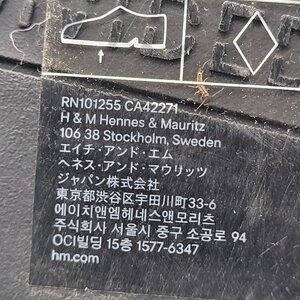 RN101255 CA42271
H & M Hennes & Mauritz
106 38 Stockholm, Sweden
エイチ・アンド・エム
ヘネス・アンド・マウリッツ
ジャパン株式会社
東京都渋谷区宇田川町33-6
에이치앤엠헤네스앤모리츠
주식회사 서울시 중구 소공로 94
OCI빌딩 15층 1577-6347
hm.com